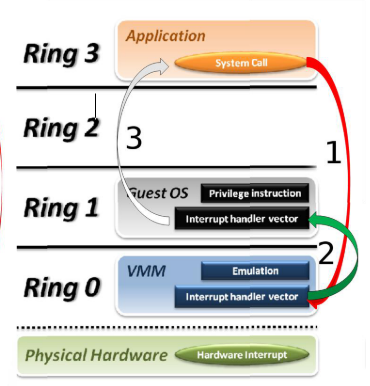 Application
Ring 3
System Call
Ring 2
3
1
Guest OS
Privilege instruction
Ring 1
Interrupt handler vector
2
VMM
Emulation
Ring 0
Interrupt handler vector
Physical Hardware
Hardware Interrupt